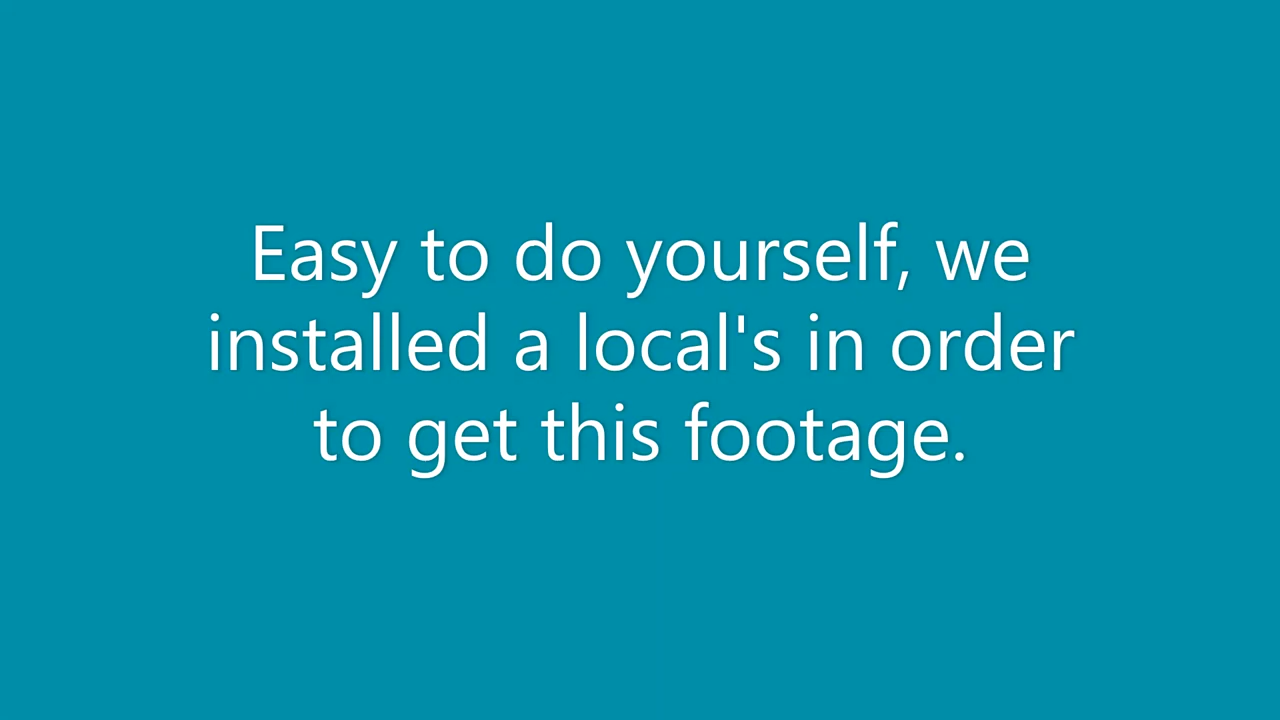 Easy to do yourself, we
installed a local's in order
to get this footage.